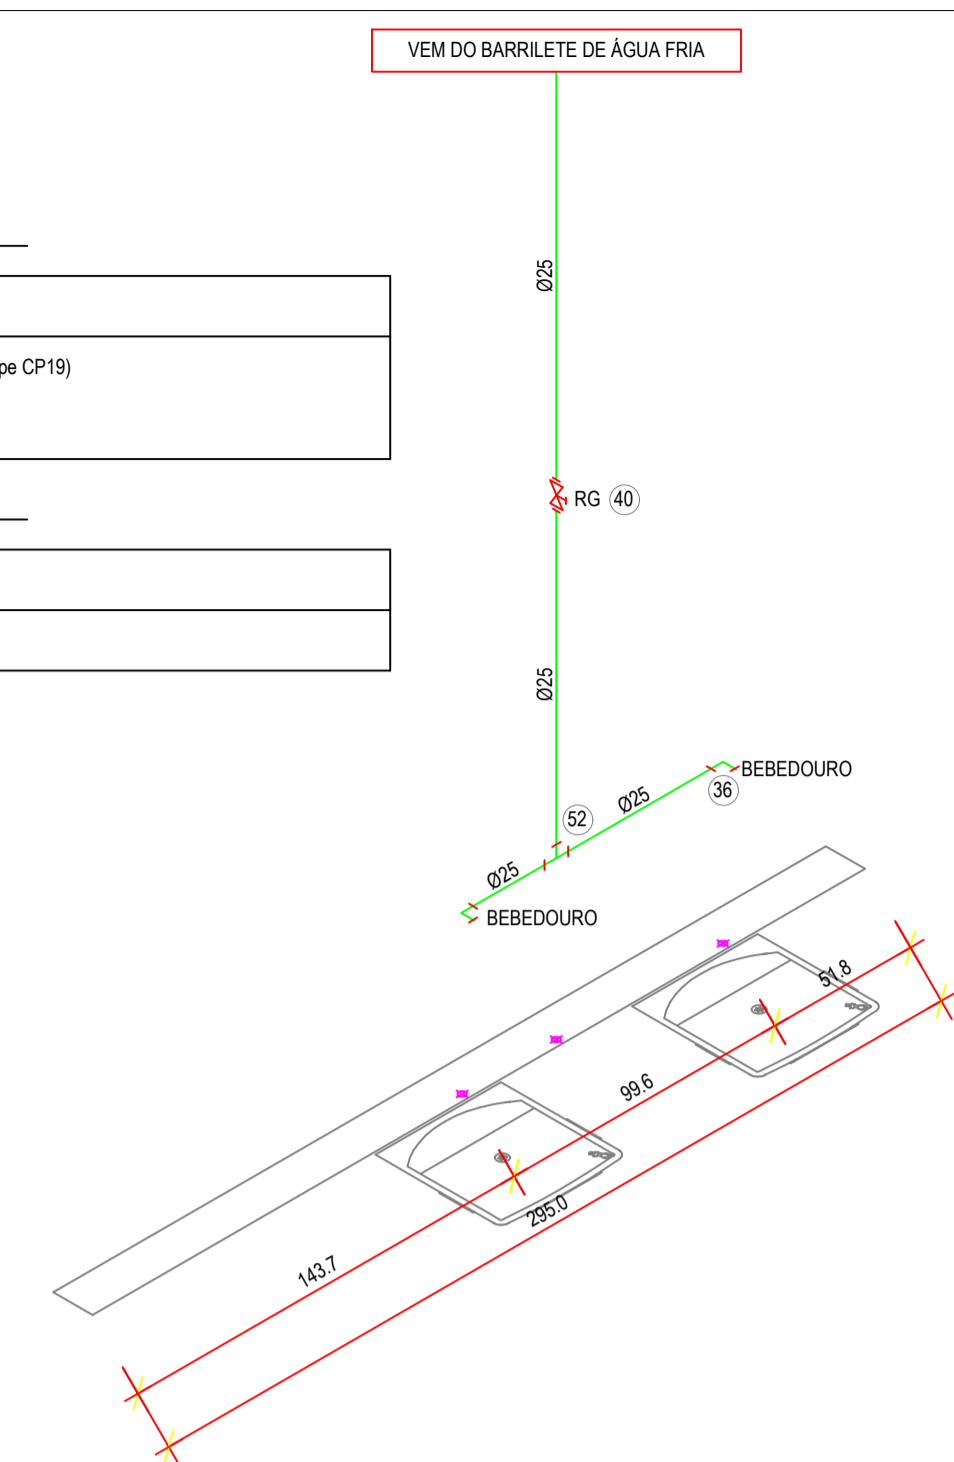 VEM DO BARRILETE DE ÁGUA FRIA
Ø25
pe CP19)
RG 40
Ø25
BEBEDOURO
36
Ø25
52
Ø25
BEBEDOURO
51.8
99.6
295.0
143.7